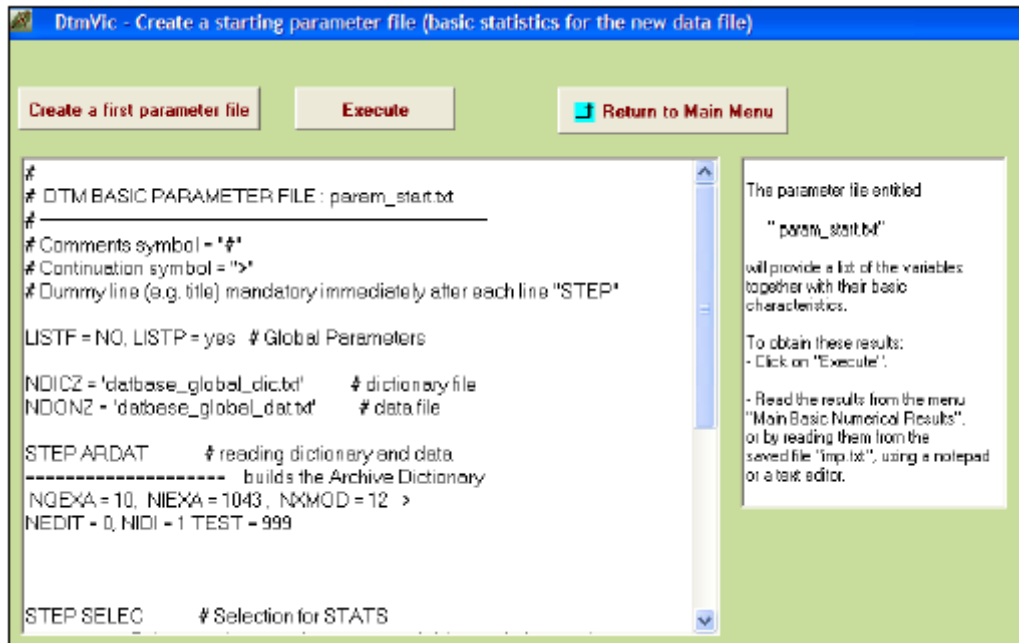 DtmVic - Create a starting parameter file (basic statistics for the new data file)
Create a first parameter file
Execute
Return to Main Menu
#
# DTM BASIC PARAMETER FILE : param_start.txt
# ----------------------------------------------------
# Comments symbol = "#"
# Continuation symbol = ">"
# Dummy line (e.g. title) mandatory immediately after each line "STEP"
LISTF = NO, LISTP = yes # Global Parameters
NDICZ = 'datbase_global_dic.txt' # dictionary file
NDONZ = 'datbase_global_dat.txt' # data file
STEP ARDAT # reading dictionary and data
==================== builds the Archive Dictionary
NQEXA = 10, NIEXA = 1043 , NXMOD = 12 >
NEDIT = 0, NIDI = 1 TEST = 999
STEP SELEC # Selection for STATS
The parameter file entitled
" param_start.txt"
will provide a list of the variables
together with their basic
characteristics.
To obtain these results:
- Click on "Execute".
- Read the results from the menu
"Main Basic Numerical Results",
or by reading them from the
saved file "imp.txt", using a notepad
or a text editor.